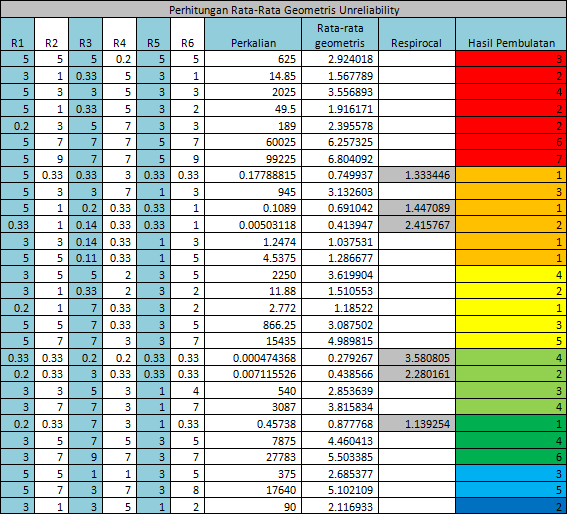 Perhitungan Rata-Rata Geometris Unreliability
R1 R2 R3 R4 R5 R6 Perkalian Rata-rata geometris Respirocal Hasil Pembulatan
5 5 5 0.2 5 5 625 2.924018 3
3 1 0.33 5 3 1 14.85 1.567789 2
5 3 3 5 3 3 2025 3.556893 4
5 1 0.33 5 3 2 49.5 1.916171 2
0.2 3 5 7 3 3 189 2.395578 2
5 7 7 7 5 7 60025 6.257325 6
5 9 7 7 5 9 99225 6.804092 7
5 0.33 0.33 3 0.33 0.33 0.17788815 0.749937 1.333446 1
5 3 3 7 1 3 945 3.132603 3
5 1 0.2 0.33 0.33 1 0.1089 0.691042 1.447089 1
0.33 1 0.14 0.33 0.33 1 0.00503118 0.413947 2.415767 2
3 3 0.14 0.33 1 3 1.2474 1.037531 1
5 5 0.11 0.33 1 5 4.5375 1.286677 1
3 5 5 2 3 5 2250 3.619904 4
3 1 0.33 2 3 2 11.88 1.510553 2
0.2 1 7 0.33 3 2 2.772 1.18522 1
5 5 7 0.33 3 5 866.25 3.087502 3
5 7 7 3 3 7 15435 4.989815 5
0.33 0.33 0.2 0.2 0.33 0.33 0.000474368 0.279267 3.580805 4
0.2 0.33 3 0.33 0.33 0.33 0.007115526 0.438566 2.280161 2
3 3 5 3 1 4 540 2.853639 3
3 7 7 3 1 7 3087 3.815834 4
0.2 0.33 7 3 1 0.33 0.45738 0.877768 1.139254 1
3 5 7 5 3 5 7875 4.460413 4
3 7 9 7 3 7 27783 5.503385 6
5 5 1 1 3 5 375 2.685377 3
5 7 3 7 3 8 17640 5.102109 5
3 1 3 5 1 2 90 2.116933 2